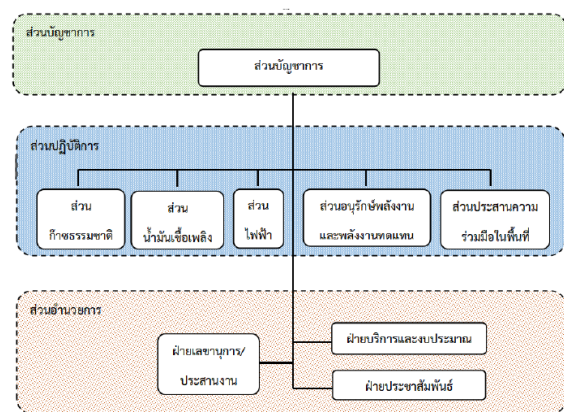 ส่วนบัญชาการ
ส่วนบัญชาการ
ส่วนปฏิบัติการ
ส่วน
ก๊าซธรรมชาติ
ส่วน
น้ำมันเชื้อเพลิง
ส่วน
ไฟฟ้า
ส่วนอนุรักษ์พลังงาน
และพลังงานทดแทน
ส่วนประสานความ
ร่วมมือในพื้นที่
ส่วนอำนวยการ
ฝ่ายเลขานุการ/
ประสานงาน
ฝ่ายบริการและงบประมาณ
ฝ่ายประชาสัมพันธ์